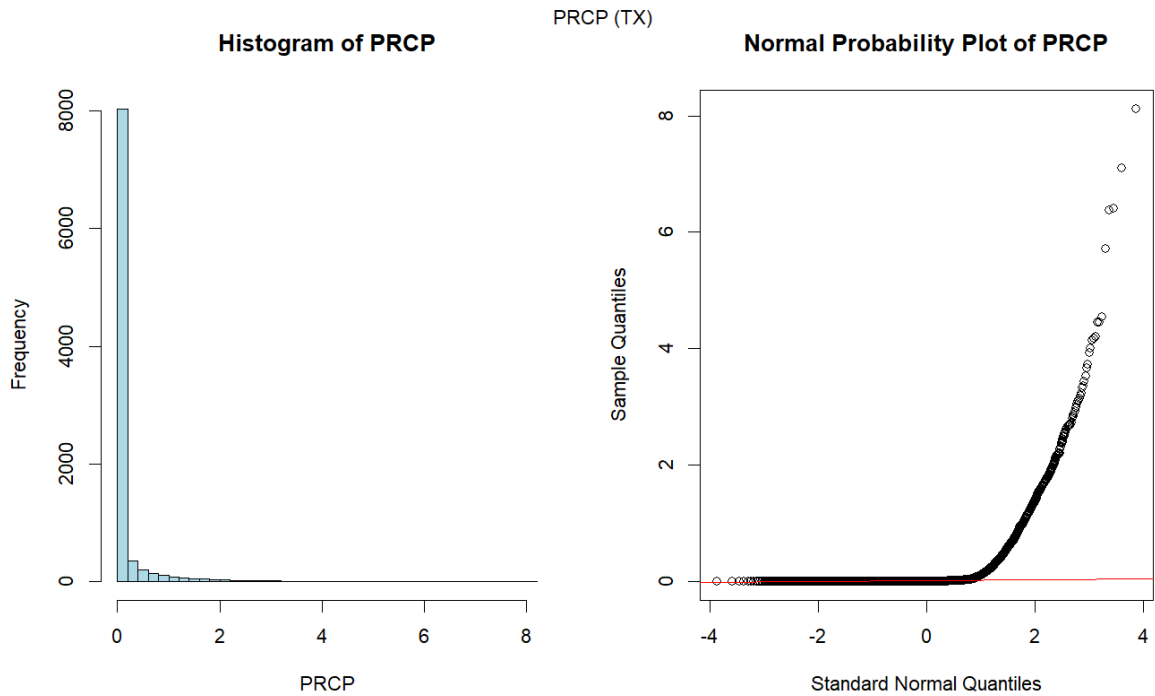 PRCP (TX)
Histogram of PRCP
Frequency
8000
6000
4000
2000
0
0 2 4 6 8
PRCP
Normal Probability Plot of PRCP
Sample Quantiles
8
6
4
2
0
-4 -2 0 2 4
Standard Normal Quantiles